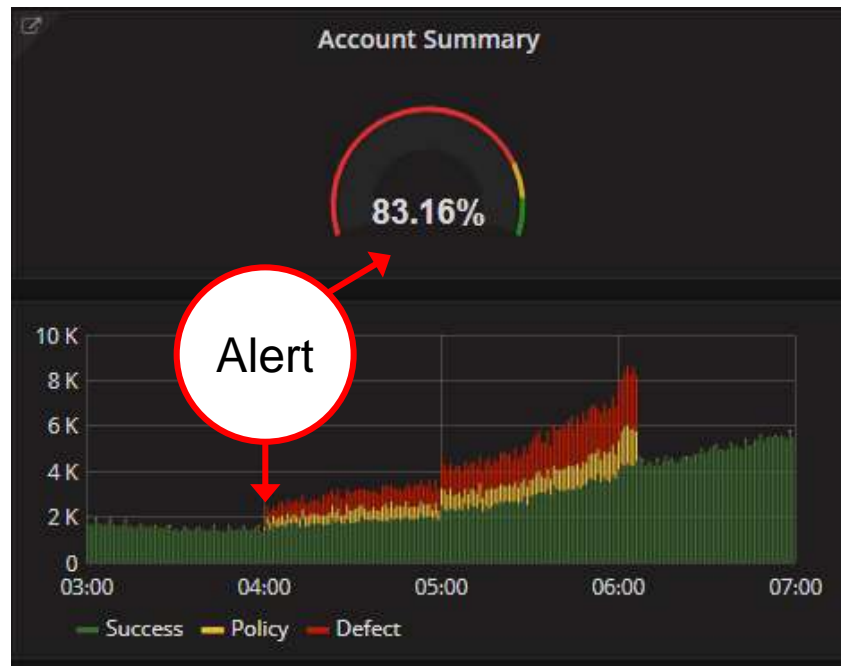 Account Summary
83.16%
Alert
10 K
8 K
6 K
4 K
2 K
0
03:00 04:00 05:00 06:00 07:00
Success Policy Defect